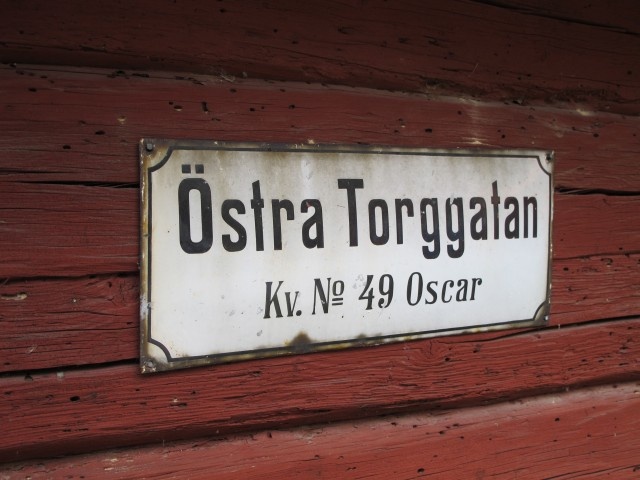 Östra Torggatan
Kv. Nº 49 Oscar